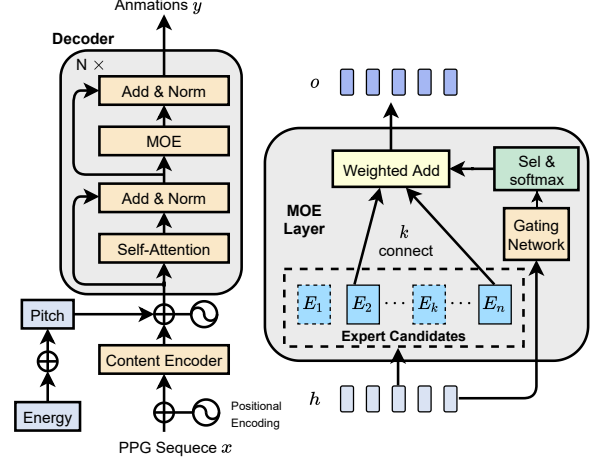 Anmations y
Decoder
N ×
Add & Norm
MOE
Add & Norm
Self-Attention
Pitch
Content Encoder
Energy
Positional
Encoding
PPG Sequece x
o
Weighted Add
Sel &
softmax
MOE
Layer
k
connect
Gating
Network
E1 E2 ··· Ek ··· En
Expert Candidates
h